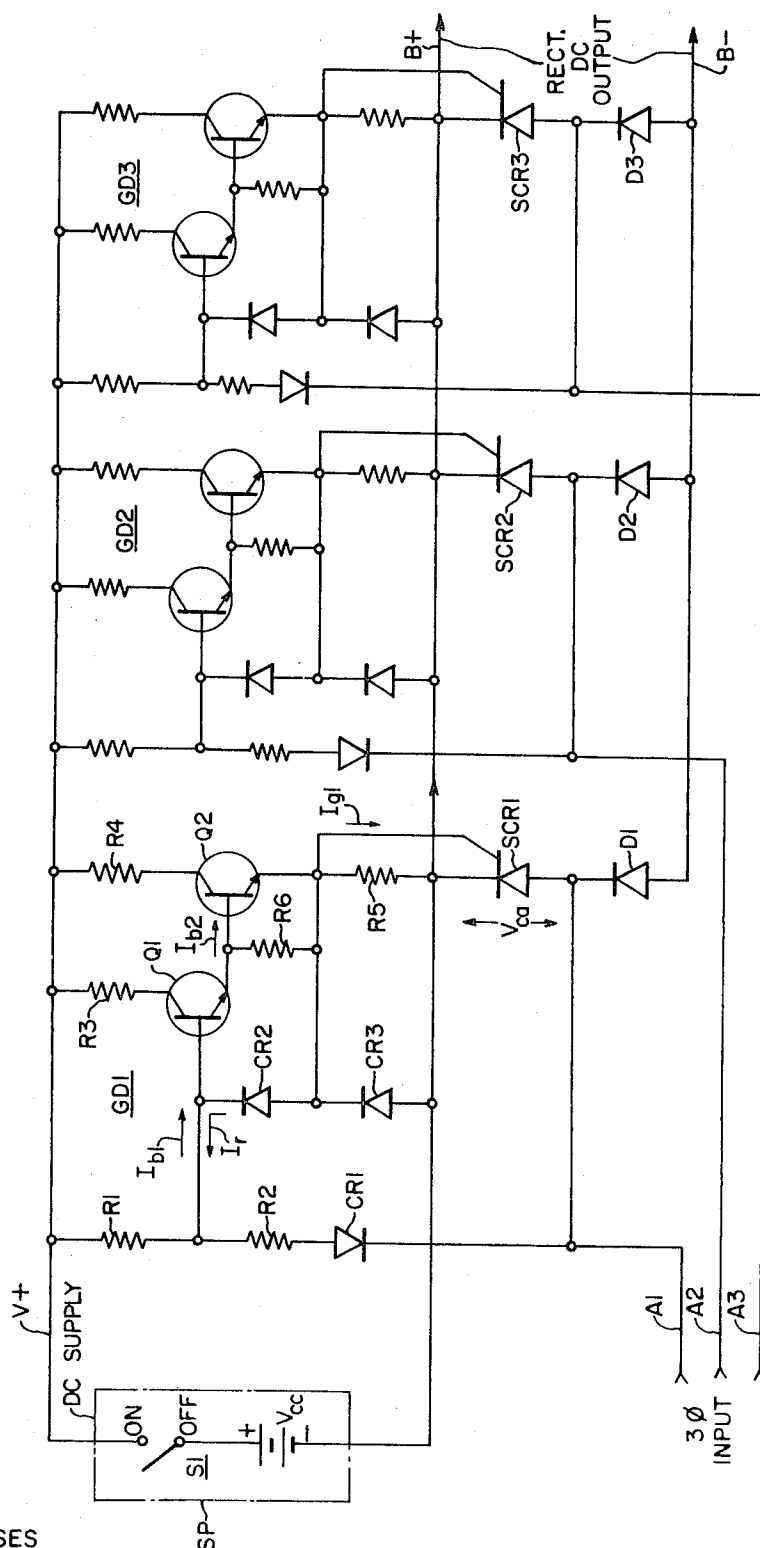 B+
RECT.
DC
OUTPUT
B-
GD3
SCR3
D3
GD2
SCR2
D2
Ig1
R4
Q2
Ib2
R6
R5
SCR1
Vca
D1
R3
Q1
GD1
CR2
CR3
Ib1
Ir
R1
R2
CR1
V+
DC SUPPLY
ON
OFF
S1
+
Vcc
−
SP
A1
A2
A3
3Ø
INPUT
SES